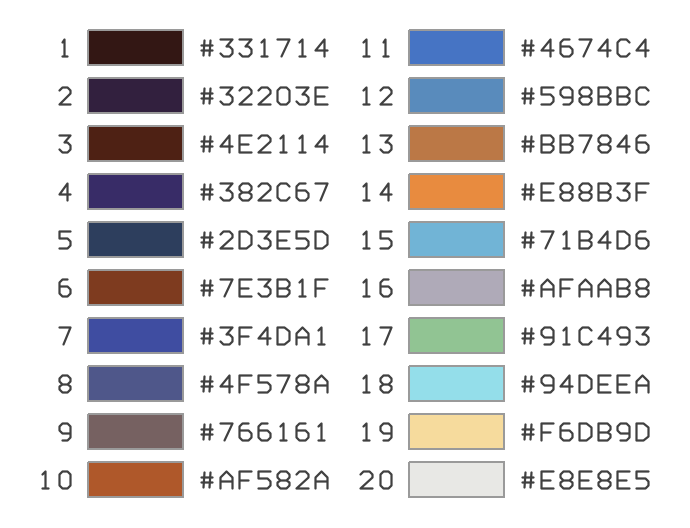 1 #331714 11 #4674C4
2 #32203E 12 #598BBC
3 #4E2114 13 #BB7846
4 #382C67 14 #E88B3F
5 #2D3E5D 15 #71B4D6
6 #7E3B1F 16 #AFAAB8
7 #3F4DA1 17 #91C493
8 #4F578A 18 #94DEEA
9 #766161 19 #F6DB9D
10 #AF582A 20 #E8E8E5